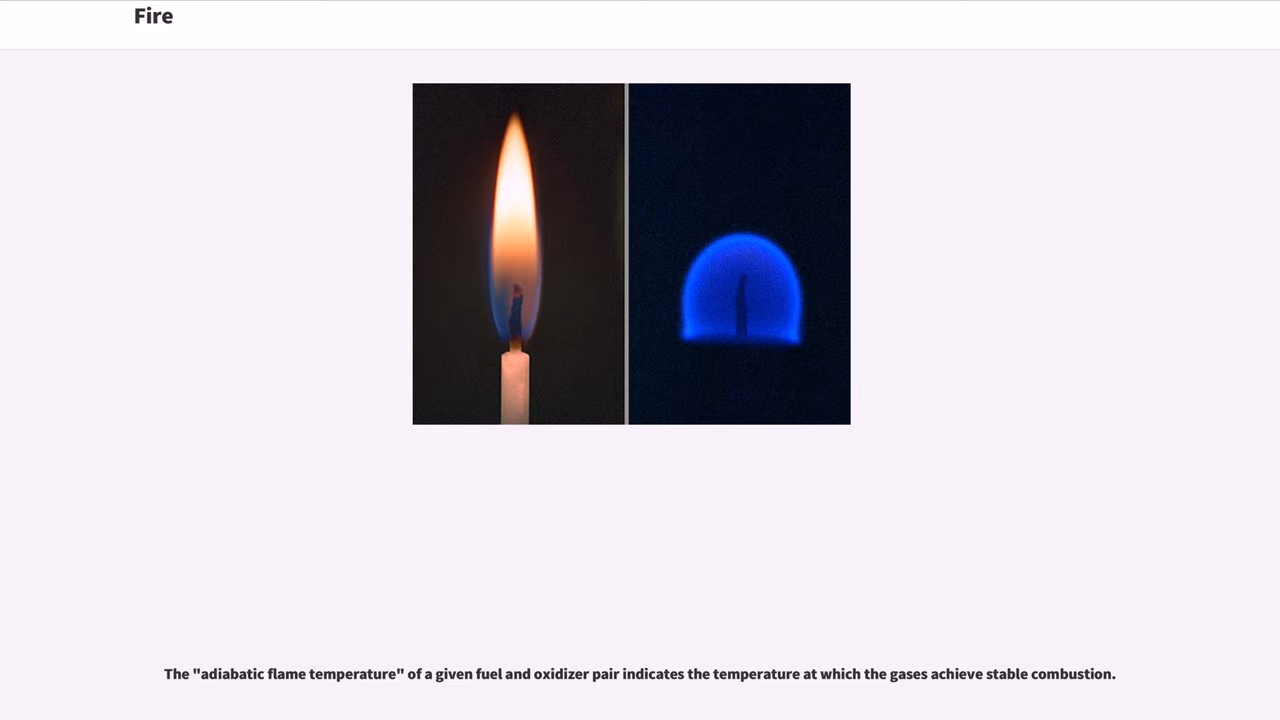 Fire
The "adiabatic flame temperature" of a given fuel and oxidizer pair indicates the temperature at which the gases achieve stable combustion.